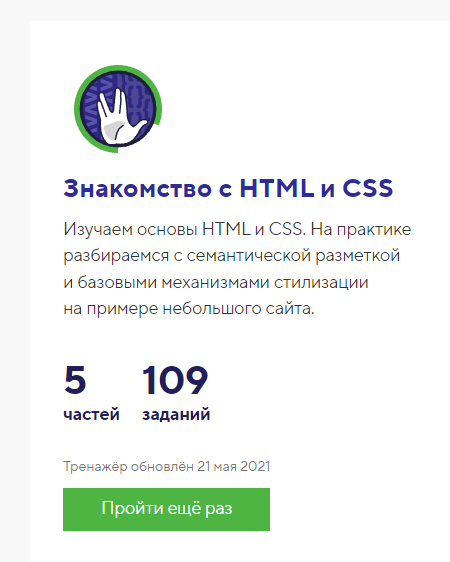 Знакомство с HTML и CSS
Изучаем основы HTML и CSS. На практике
разбираемся с семантической разметкой
и базовыми механизмами стилизации
на примере небольшого сайта.
5 109
частей заданий
Тренажёр обновлён 21 мая 2021
Пройти ещё раз